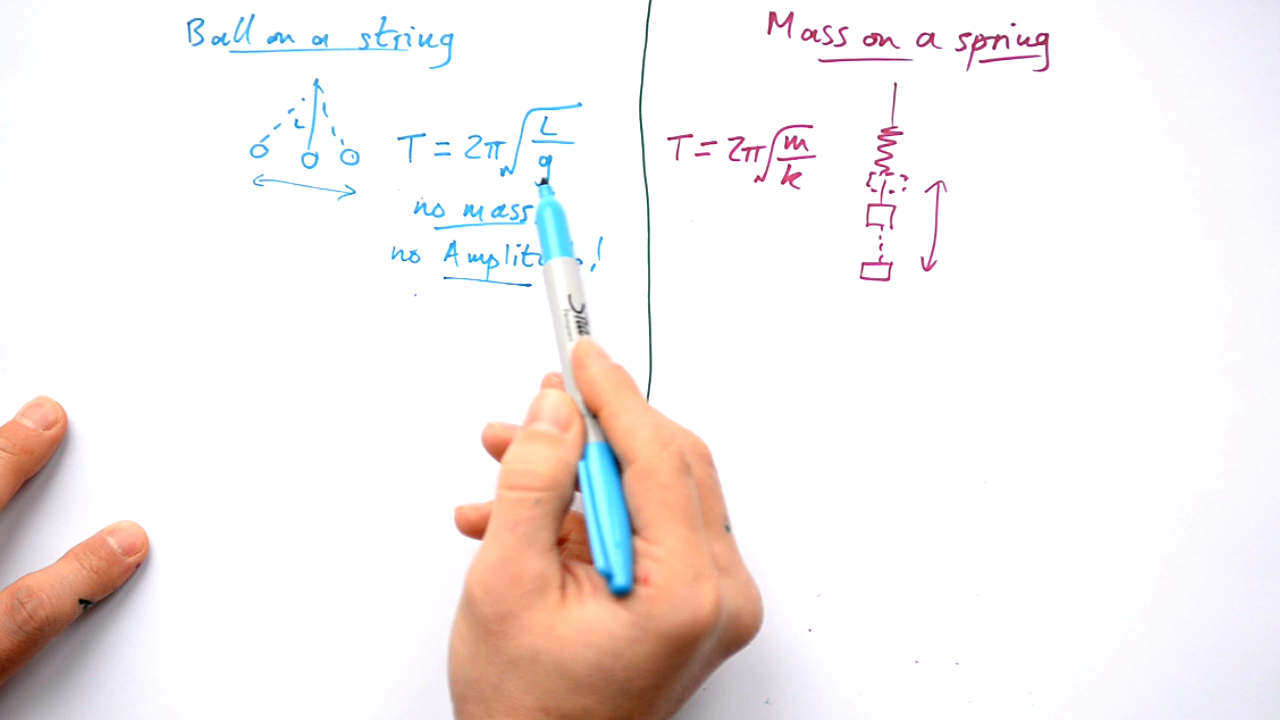 Ball on a string
L
T = 2π√(L/g)
no mass
no Amplit !
Mass on a spring
T = 2π√(m/k)